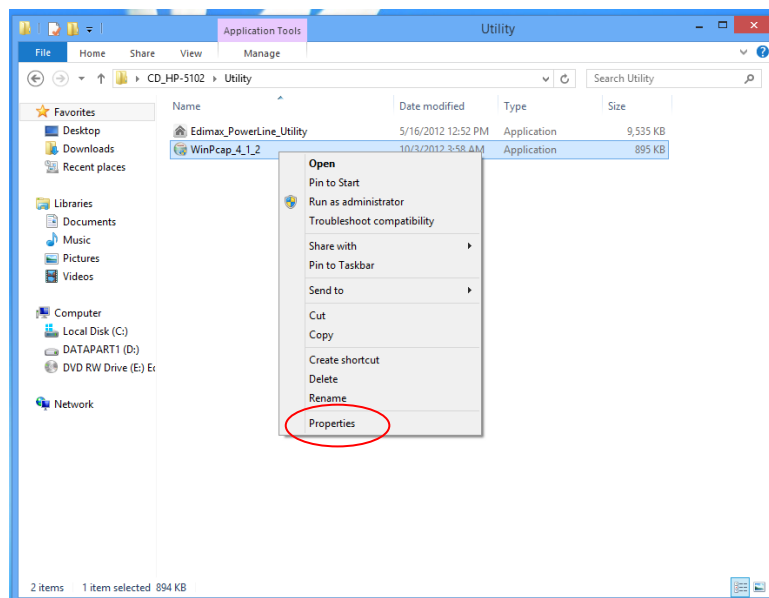 Application Tools
Utility
File Home Share View Manage
CD_HP-5102 Utility
Search Utility
Name Date modified Type Size
Favorites
Desktop
Downloads
Recent places
Libraries
Documents
Music
Pictures
Videos
Computer
Local Disk (C:)
DATAPART1 (D:)
DVD RW Drive (E:) Ec
Network
Edimax_PowerLine_Utility 5/16/2012 12:52 PM Application 9,535 KB
WinPcap_4_1_2 10/3/2012 3:58 AM Application 895 KB
Open
Pin to Start
Run as administrator
Troubleshoot compatibility
Share with
Pin to Taskbar
Send to
Cut
Copy
Create shortcut
Delete
Rename
Properties
2 items 1 item selected 894 KB